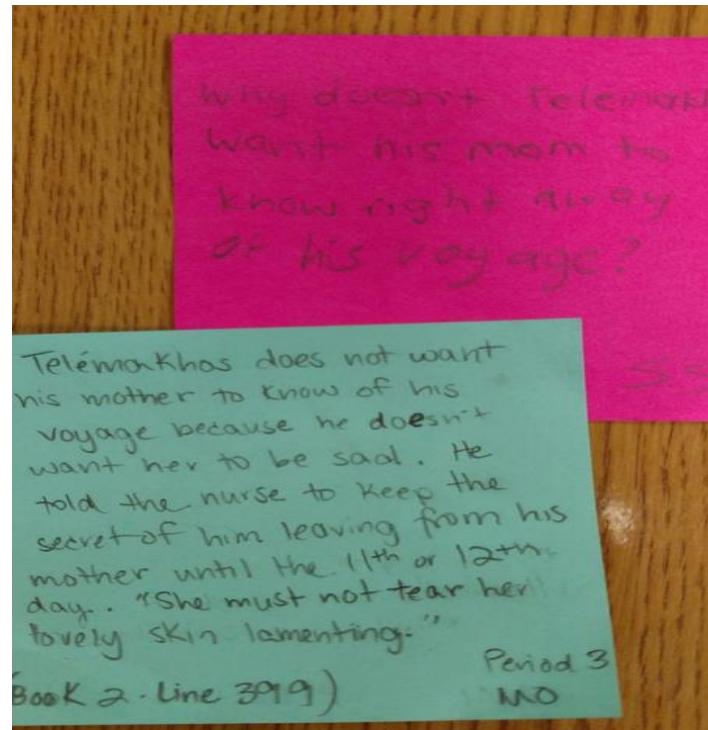 Why doesn't Telemakh
want his mom to
know right away
of his voyage?
SS
Telémakhos does not want
his mother to know of his
voyage because he doesn't
want her to be sad. He
told the nurse to keep the
secret of him leaving from his
mother until the 11th or 12th
day.. "She must not tear her
lovely skin lamenting."
Period 3
Book 2. Line 399)
MO